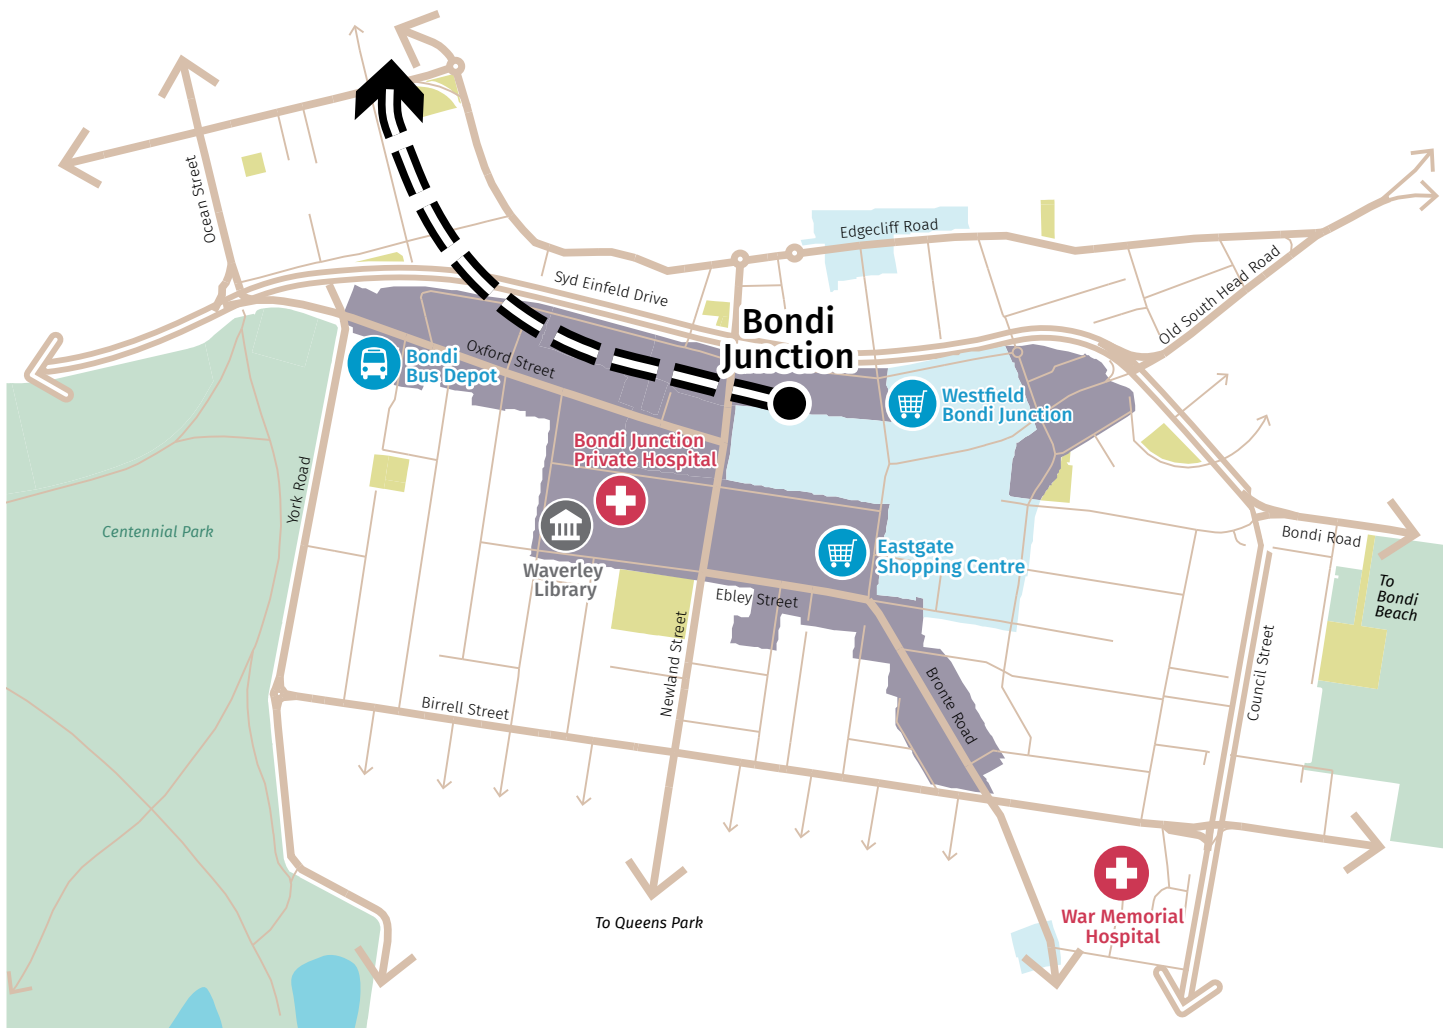 Ocean Street
Edgecliff Road
Syd Einfeld Drive
Old South Head Road
Bondi
Junction
Oxford Street
Bondi
Bus Depot
Westfield
Bondi Junction
Bondi Junction
Private Hospital
York Road
Centennial Park
Bondi Road
Eastgate
Shopping Centre
Waverley
Library
To
Bondi
Beach
Ebley Street
Newland Street
Council Street
Bronte Road
Birrell Street
War Memorial
Hospital
To Queens Park